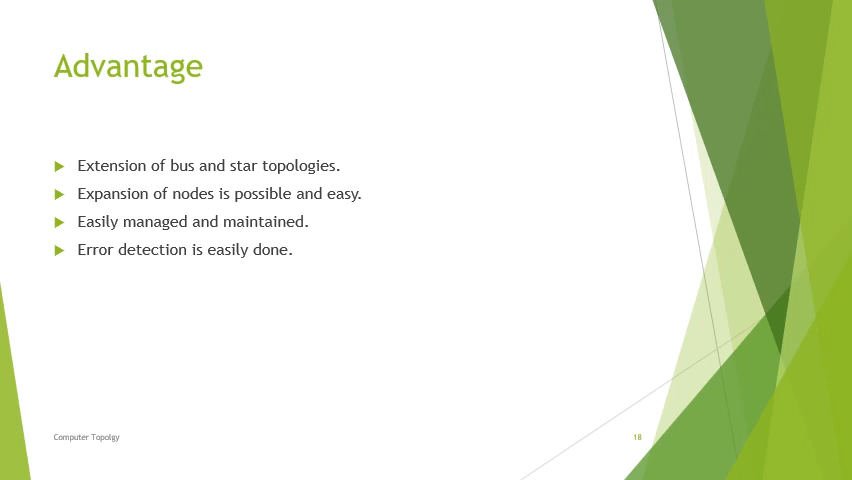 Advantage
Extension of bus and star topologies.
Expansion of nodes is possible and easy.
Easily managed and maintained.
Error detection is easily done.
Computer Topolgy
18